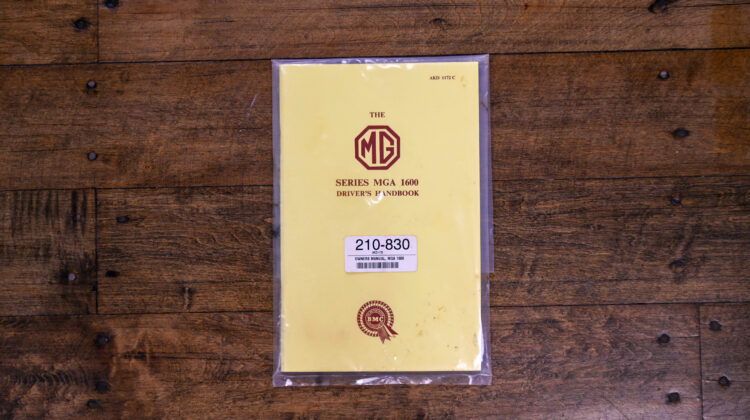 AKD 1172 C
THE
MG
SERIES MGA 1600
DRIVER'S HANDBOOK
210-830
OWNERS MANUAL, MGA 1600
BMC